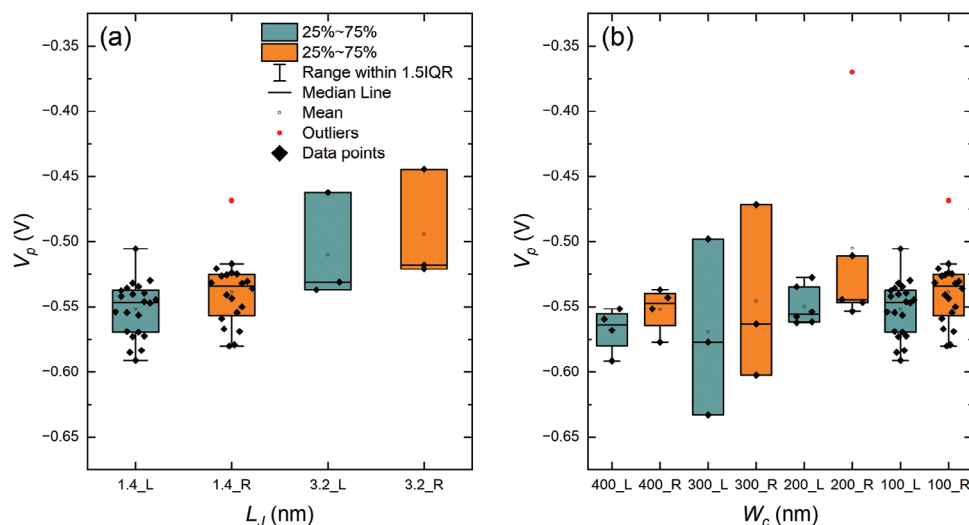 (a)
25%~75%
25%~75%
Range within 1.5IQR
Median Line
Mean
Outliers
Data points
−0.35
−0.40
−0.45
−0.50
−0.55
−0.60
−0.65
Vp (V)
1.4_L
1.4_R
3.2_L
3.2_R
LJ (nm)
(b)
−0.35
−0.40
−0.45
−0.50
−0.55
−0.60
−0.65
Vp (V)
400_L
400_R
300_L
300_R
200_L
200_R
100_L
100_R
Wc (nm)